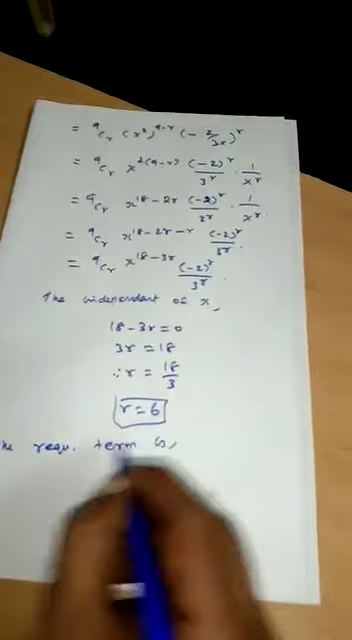 = 9Cr (x²)^9-r (- 2/3x)^r
= 9Cr x^2(9-r) (-2)^r/3^r · 1/x^r
= 9Cr x^18-2r (-2)^r/3^r · 1/x^r
= 9Cr x^18-2r-r (-2)^r/3^r
= 9Cr x^18-3r (-2)^r/3^r
The independent of x,
18-3r=0
3r = 18
∴ r = 18/3
r=6
requ. term is,